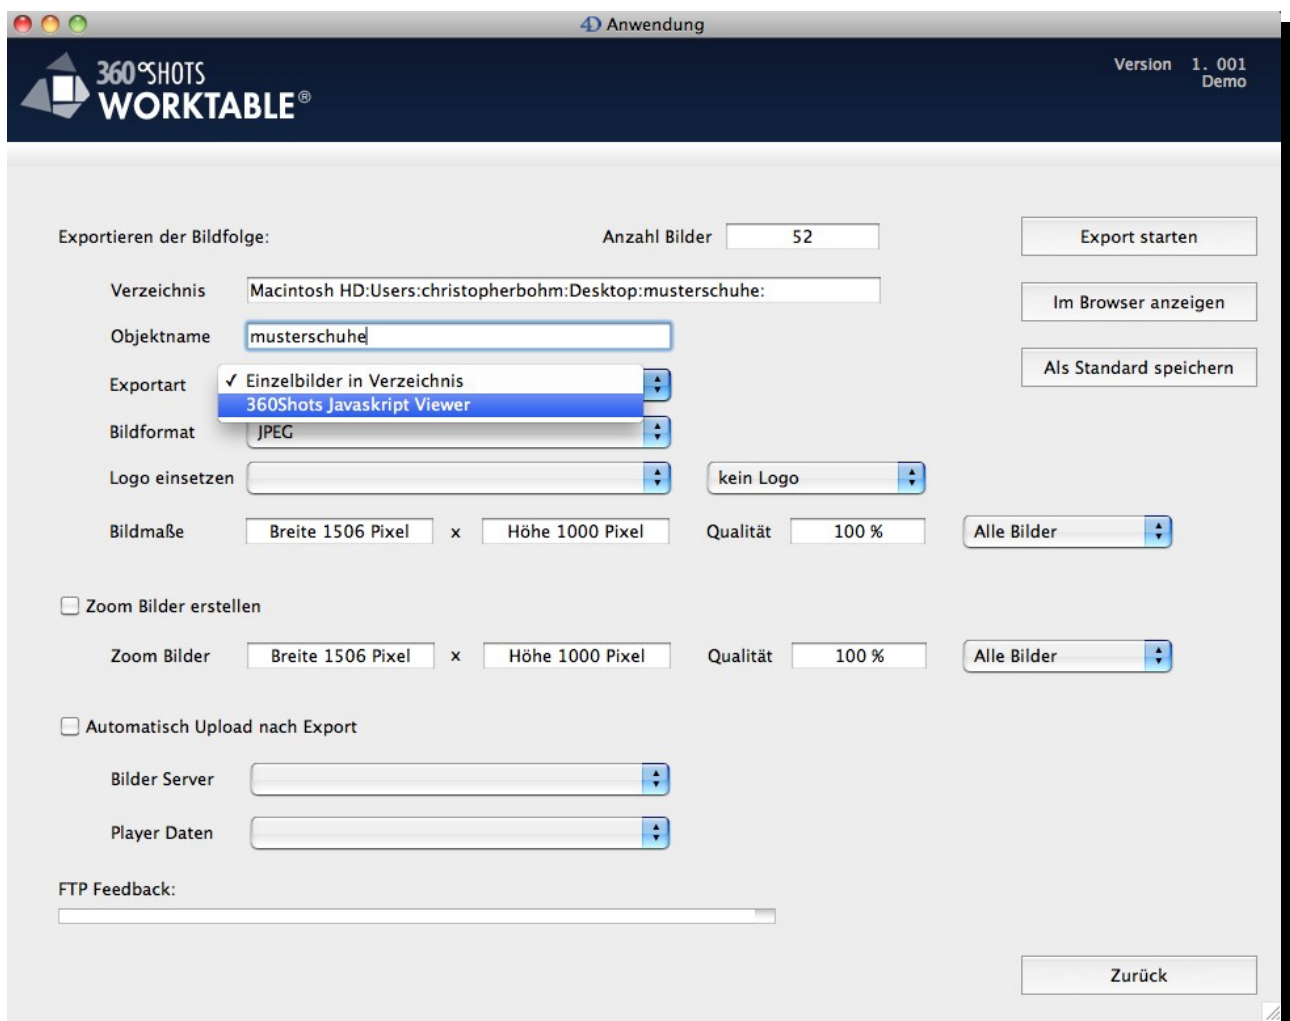 4D Anwendung
360°SHOTS
WORKTABLE®
Version 1. 001
Demo
Exportieren der Bildfolge:
Anzahl Bilder 52
Export starten
Verzeichnis Macintosh HD:Users:christopherbohm:Desktop:musterschuhe:
Im Browser anzeigen
Objektname musterschuhe
Als Standard speichern
Exportart ✓ Einzelbilder in Verzeichnis
360Shots Javaskript Viewer
Bildformat JPEG
Logo einsetzen kein Logo
Bildmaße Breite 1506 Pixel x Höhe 1000 Pixel Qualität 100 % Alle Bilder
Zoom Bilder erstellen
Zoom Bilder Breite 1506 Pixel x Höhe 1000 Pixel Qualität 100 % Alle Bilder
Automatisch Upload nach Export
Bilder Server
Player Daten
FTP Feedback:
Zurück